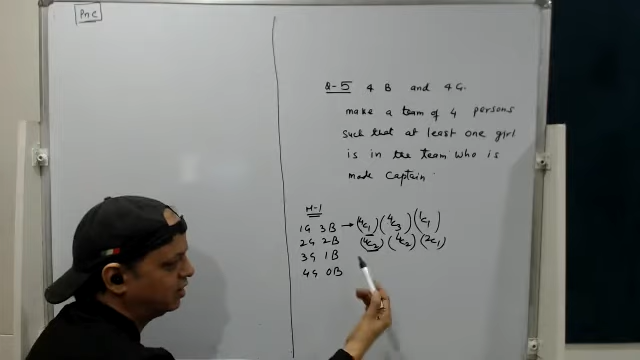 PnC
Q-5 4 B and 4 G.
make a team of 4 persons
such that at least one girl
is in the team who is
made Captain.
M-1
1G 3B → (4C1) (4C3) (1C1)
2G 2B (4C2) (4C2) (2C1)
3G 1B
4G 0B